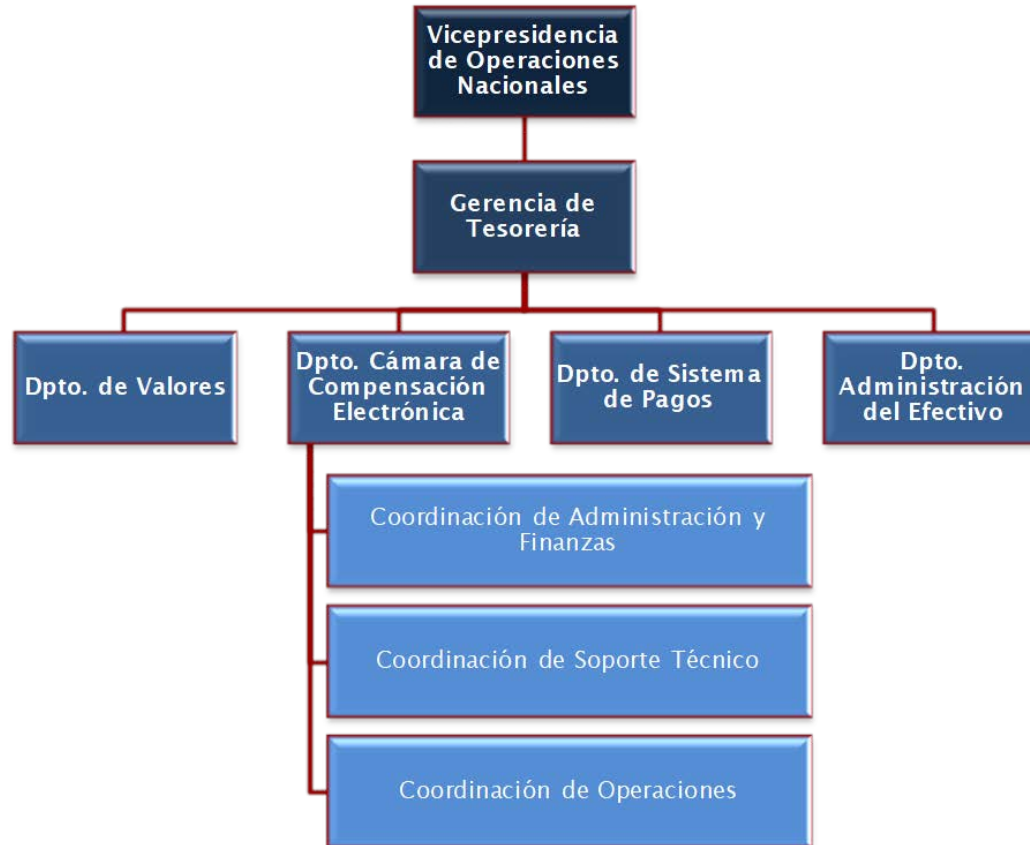 Vicepresidencia
de Operaciones
Nacionales
Gerencia de
Tesorería
Dpto. de Valores
Dpto. Cámara de
Compensación
Electrónica
Dpto. de Sistema
de Pagos
Dpto.
Administración
del Efectivo
Coordinación de Administración y
Finanzas
Coordinación de Soporte Técnico
Coordinación de Operaciones